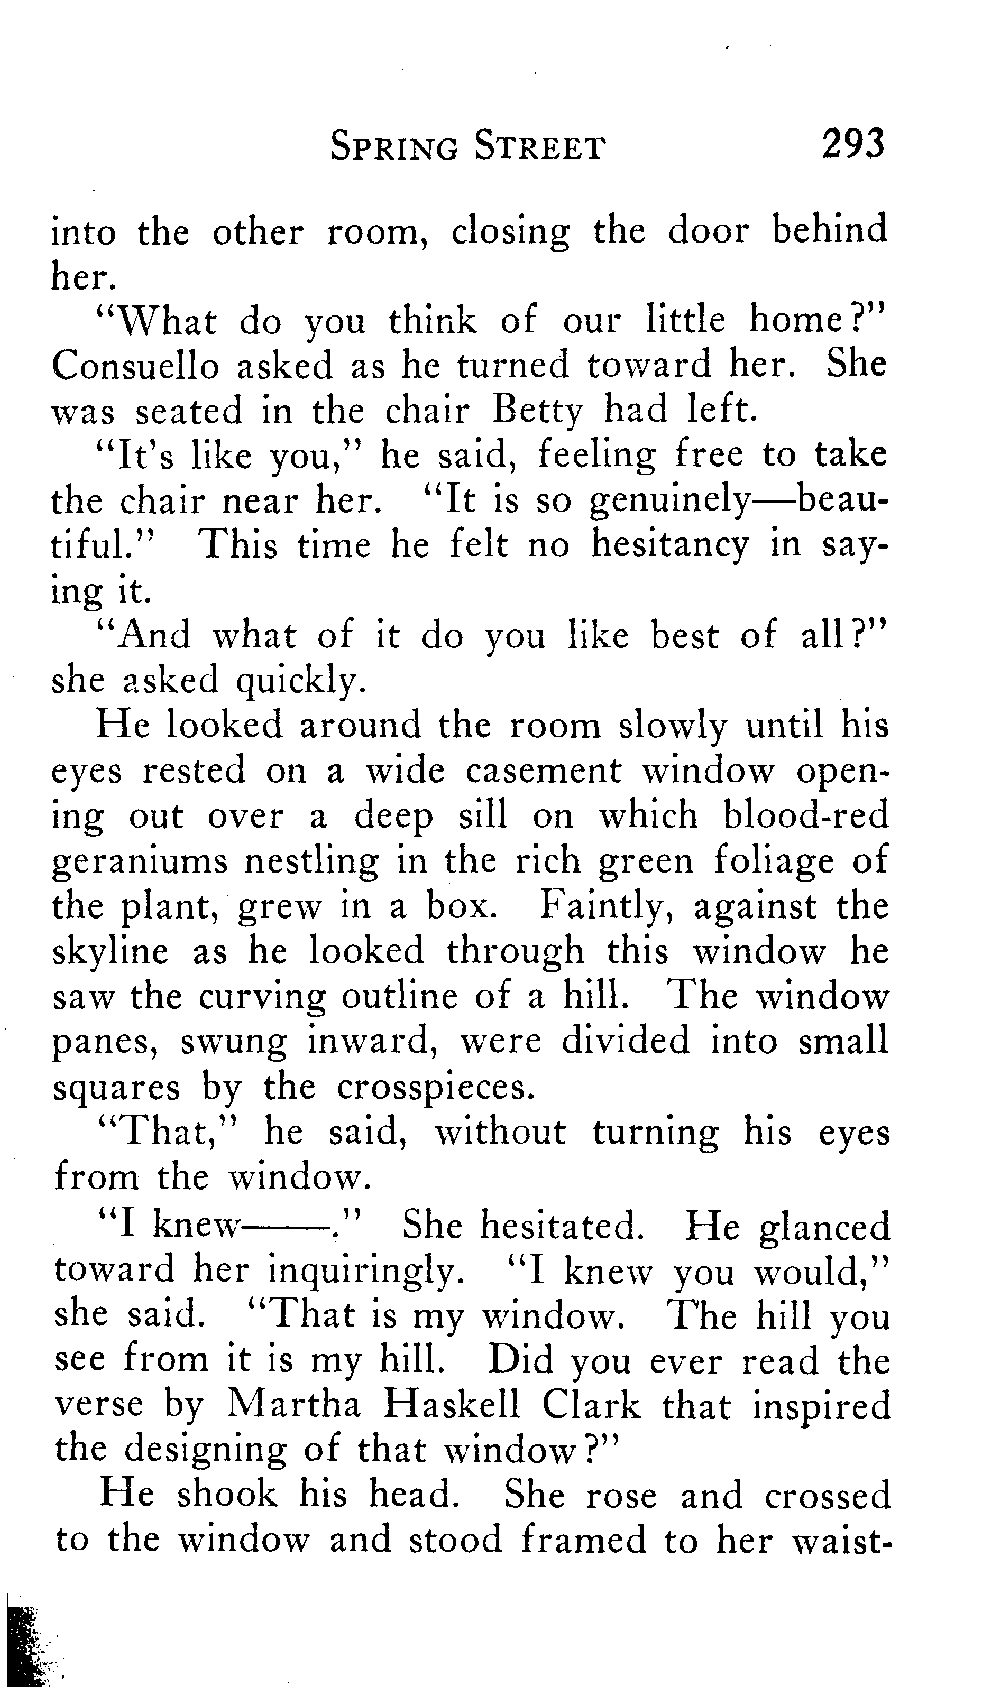 SPRING STREET 293
into the other room, closing the door behind
her.
"What do you think of our little home?"
Consuello asked as he turned toward her. She
was seated in the chair Betty had left.
"It's like you," he said, feeling free to take
the chair near her. "It is so genuinely—beau-
tiful." This time he felt no hesitancy in say-
ing it.
"And what of it do you like best of all?"
she asked quickly.
He looked around the room slowly until his
eyes rested on a wide casement window open-
ing out over a deep sill on which blood-red
geraniums nestling in the rich green foliage of
the plant, grew in a box. Faintly, against the
skyline as he looked through this window he
saw the curving outline of a hill. The window
panes, swung inward, were divided into small
squares by the crosspieces.
"That," he said, without turning his eyes
from the window.
"I knew——." She hesitated. He glanced
toward her inquiringly. "I knew you would,"
she said. "That is my window. The hill you
see from it is my hill. Did you ever read the
verse by Martha Haskell Clark that inspired
the designing of that window?"
He shook his head. She rose and crossed
to the window and stood framed to her waist-